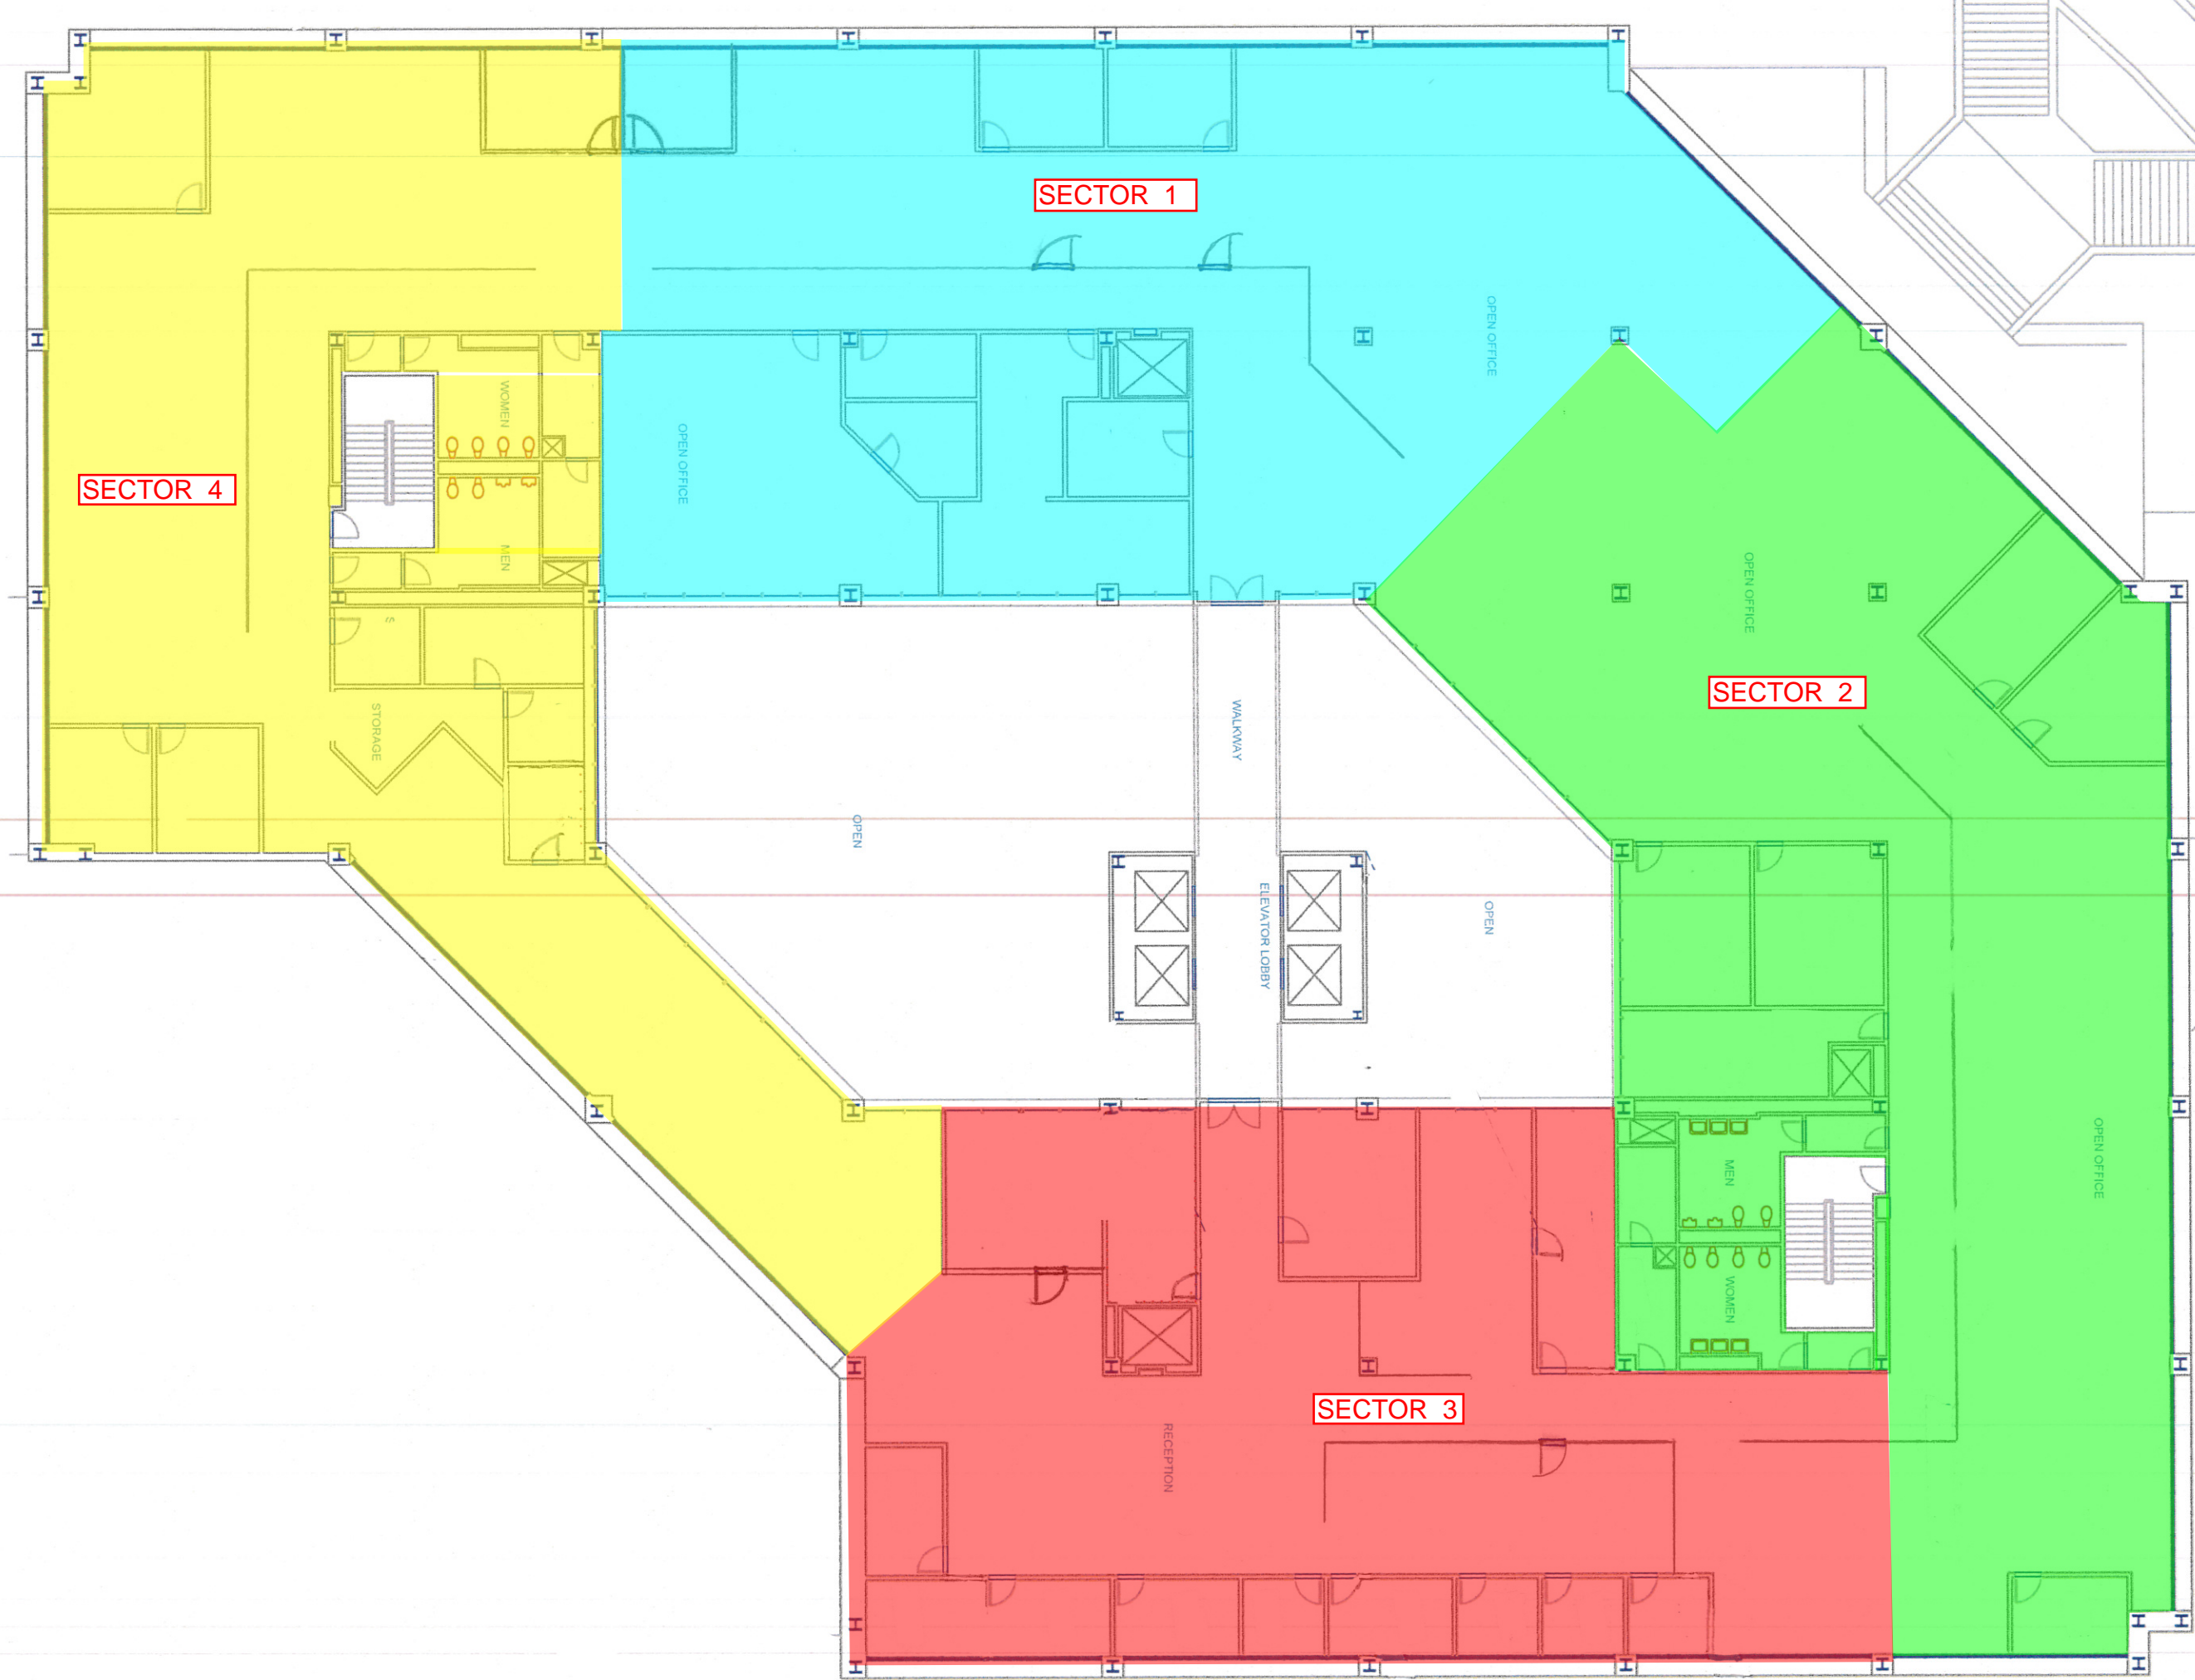 SECTOR 1
OPEN OFFICE
WOMEN
OPEN OFFICE
SECTOR 4
MEN
OPEN OFFICE
S
SECTOR 2
STORAGE
WALKWAY
OPEN
ELEVATOR LOBBY
OPEN
OPEN OFFICE
MEN
WOMEN
SECTOR 3
RECEPTION